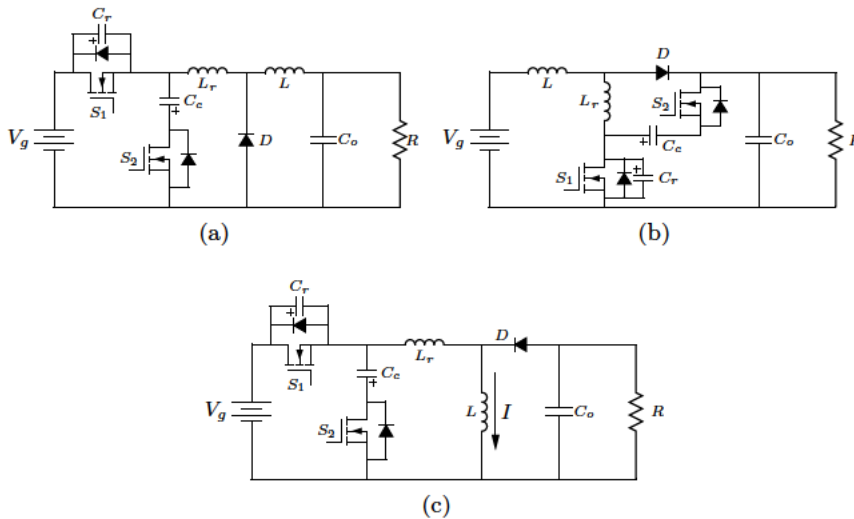 C_r
+
S_1
V_g
C_c
+
S_2
L_r
L
D
C_o
R
(a)
L
D
L_r
S_2
V_g
+
C_c
C_o
S_1
+
C_r
(b)
C_r
+
S_1
V_g
C_c
+
S_2
L_r
D
L
I
C_o
R
(c)